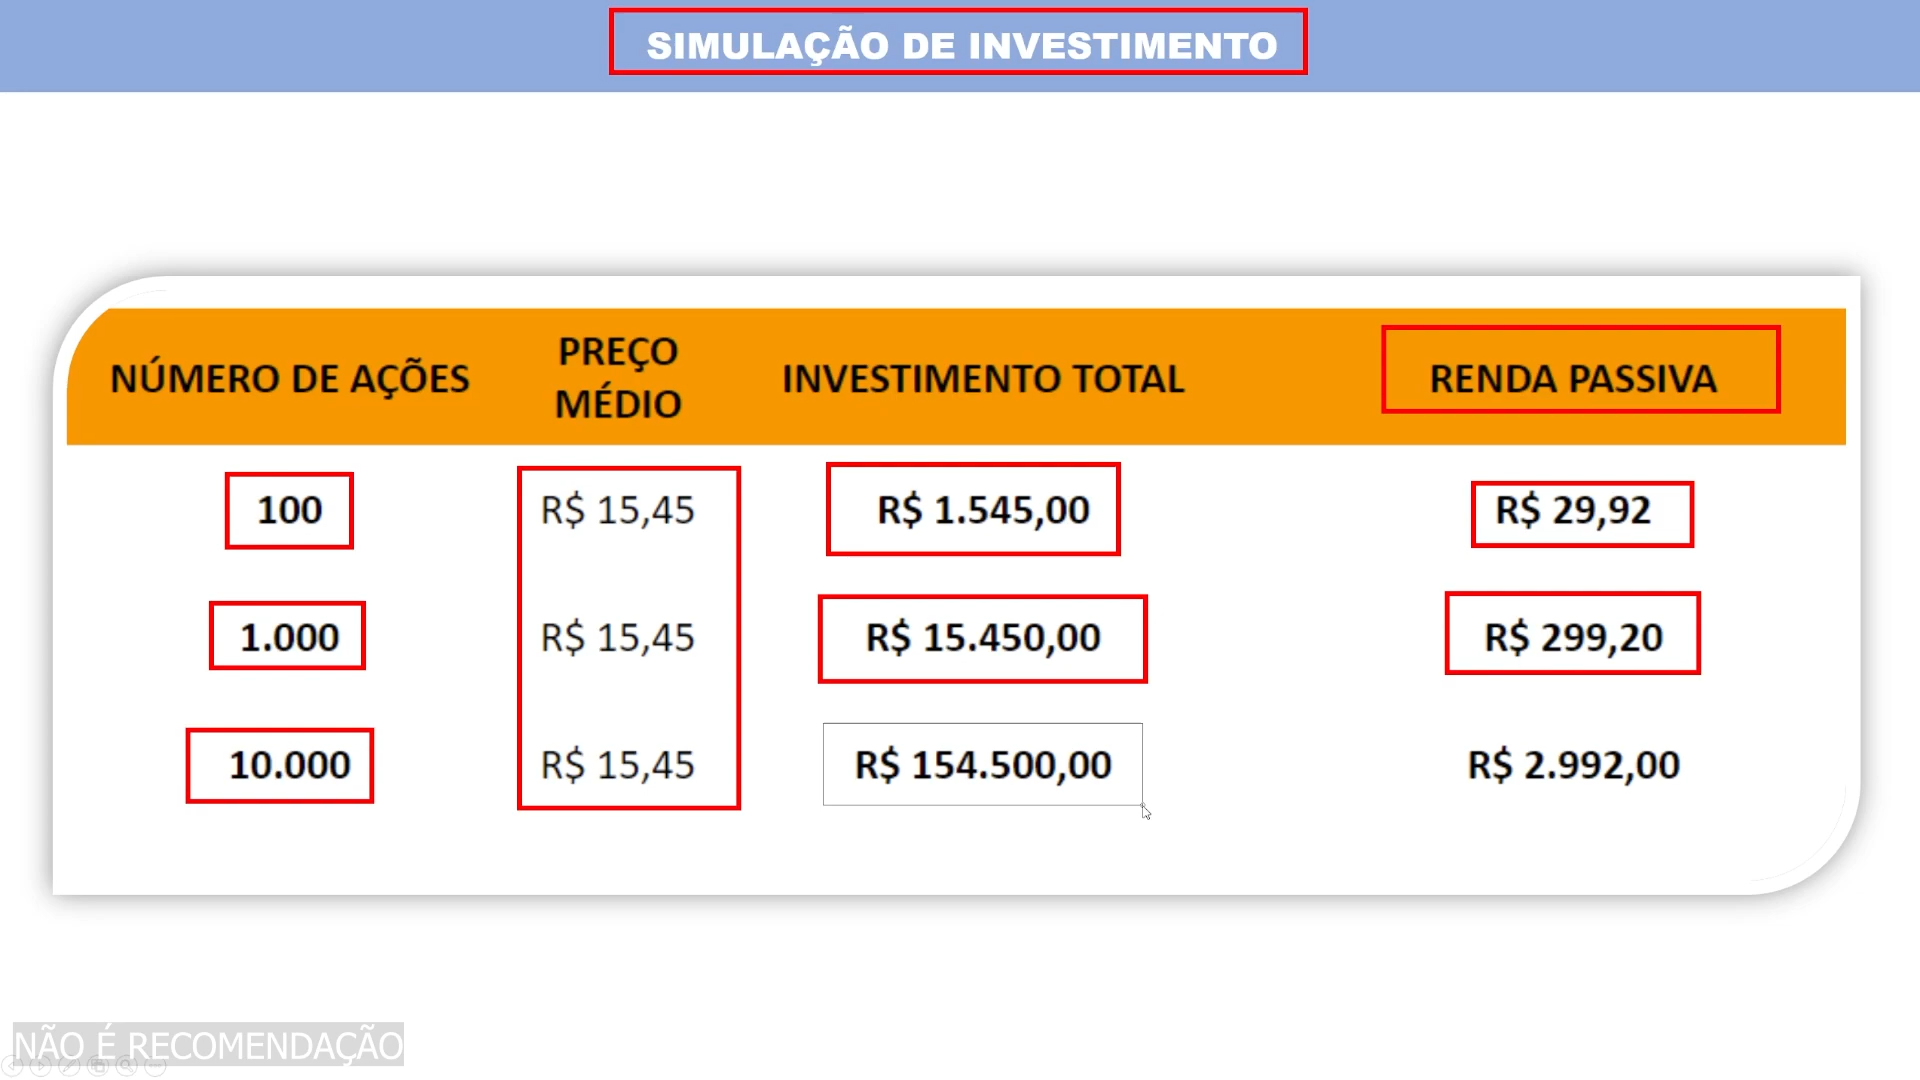 SIMULAÇÃO DE INVESTIMENTO
NÚMERO DE AÇÕES PREÇO MÉDIO INVESTIMENTO TOTAL RENDA PASSIVA
100 R$ 15,45 R$ 1.545,00 R$ 29,92
1.000 R$ 15,45 R$ 15.450,00 R$ 299,20
10.000 R$ 15,45 R$ 154.500,00 R$ 2.992,00
NÃO É RECOMENDAÇÃO